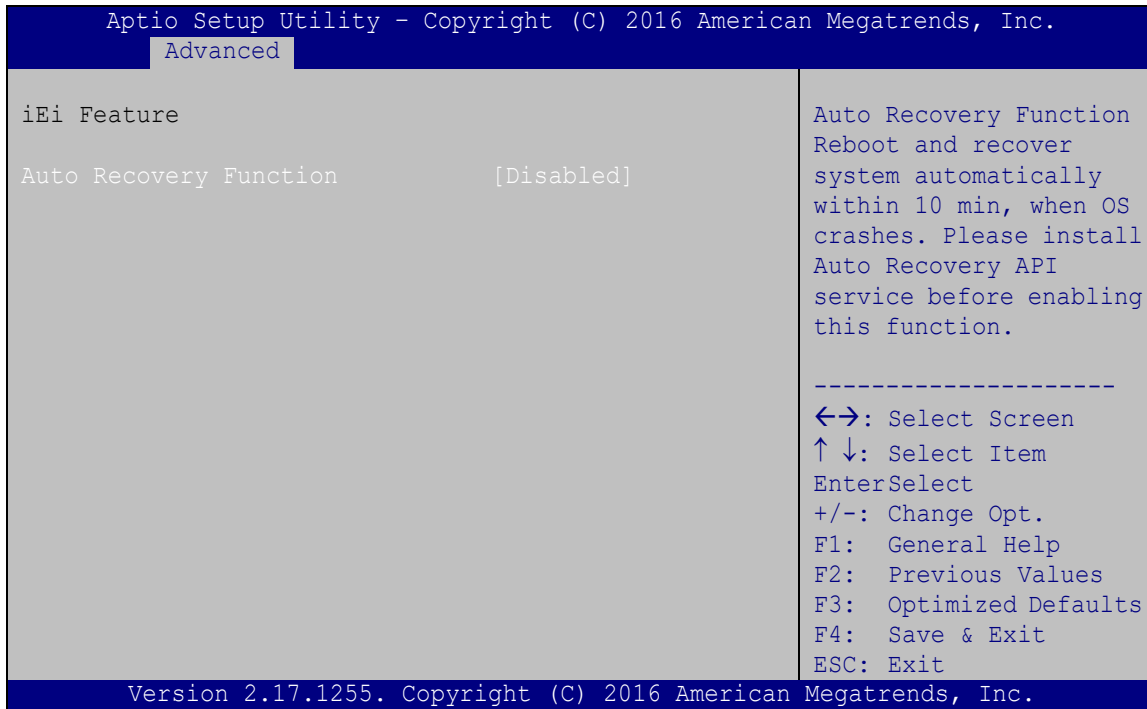 Aptio Setup Utility – Copyright (C) 2016 American Megatrends, Inc.
Advanced
iEi Feature
Auto Recovery Function [Disabled]
Auto Recovery Function
Reboot and recover
system automatically
within 10 min, when OS
crashes. Please install
Auto Recovery API
service before enabling
this function.
---------------------
←→: Select Screen
↑ ↓: Select Item
EnterSelect
+/-: Change Opt.
F1: General Help
F2: Previous Values
F3: Optimized Defaults
F4: Save & Exit
ESC: Exit
Version 2.17.1255. Copyright (C) 2016 American Megatrends, Inc.